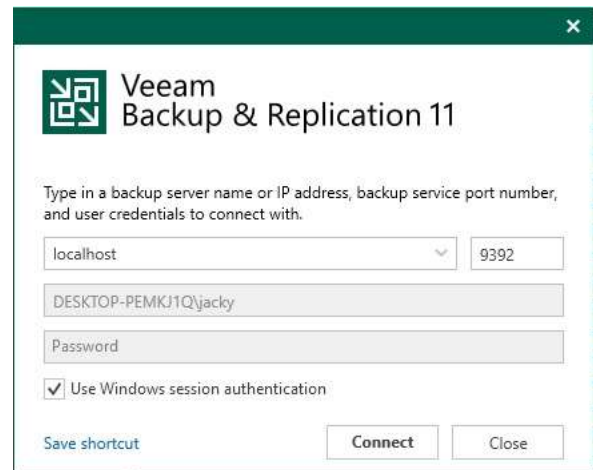 Veeam
Backup & Replication 11
Type in a backup server name or IP address, backup service port number,
and user credentials to connect with.
localhost 9392
DESKTOP-PEMKJ1Q\jacky
Password
Use Windows session authentication
Save shortcut Connect Close